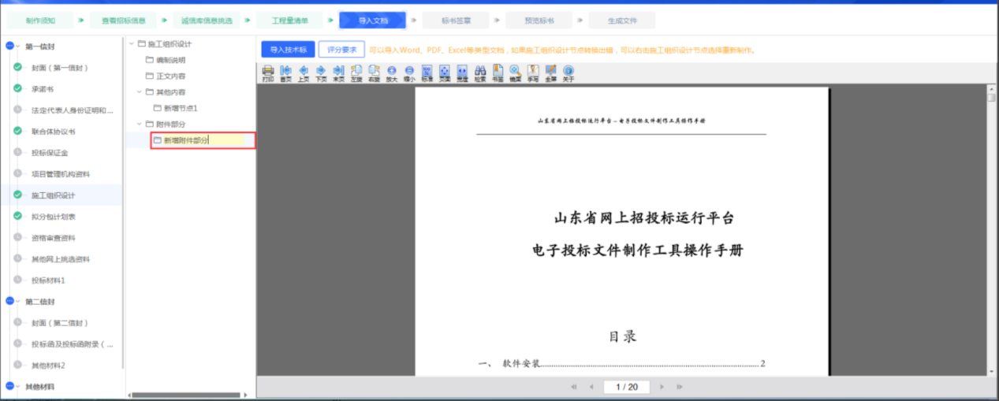 制作须知
查看招标信息
诚信库信息挑选
工程量清单
导入文档
标书签章
预览标书
生成文件
第一信封
封面（第一信封）
承诺书
法定代表人身份证明和...
联合体协议书
投标保证金
项目管理机构资料
施工组织设计
拟分包计划表
资格审查资料
其他网上挑选资料
投标材料1
第二信封
封面（第二信封）
投标函及投标函附录（...
其他材料2
其他材料
施工组织设计
编制说明
正文内容
其他内容
新增节点1
附件部分
新增附件部分
导入技术标
评分要求
可以导入Word、PDF、Excel等类型文档，如果施工组织设计节点转换出错，可以右击施工组织设计节点选择重新制作。
打印 首页 上页 下页 末页 左旋 右旋 放大 缩小 标准 页面 宽度 检索 书签 镜面 手写 全屏 关于
山东省网上招投标运行平台－电子投标文件制作工具操作手册
山东省网上招投标运行平台
电子投标文件制作工具操作手册
目录
一、 软件安装........................................................2
1 / 20